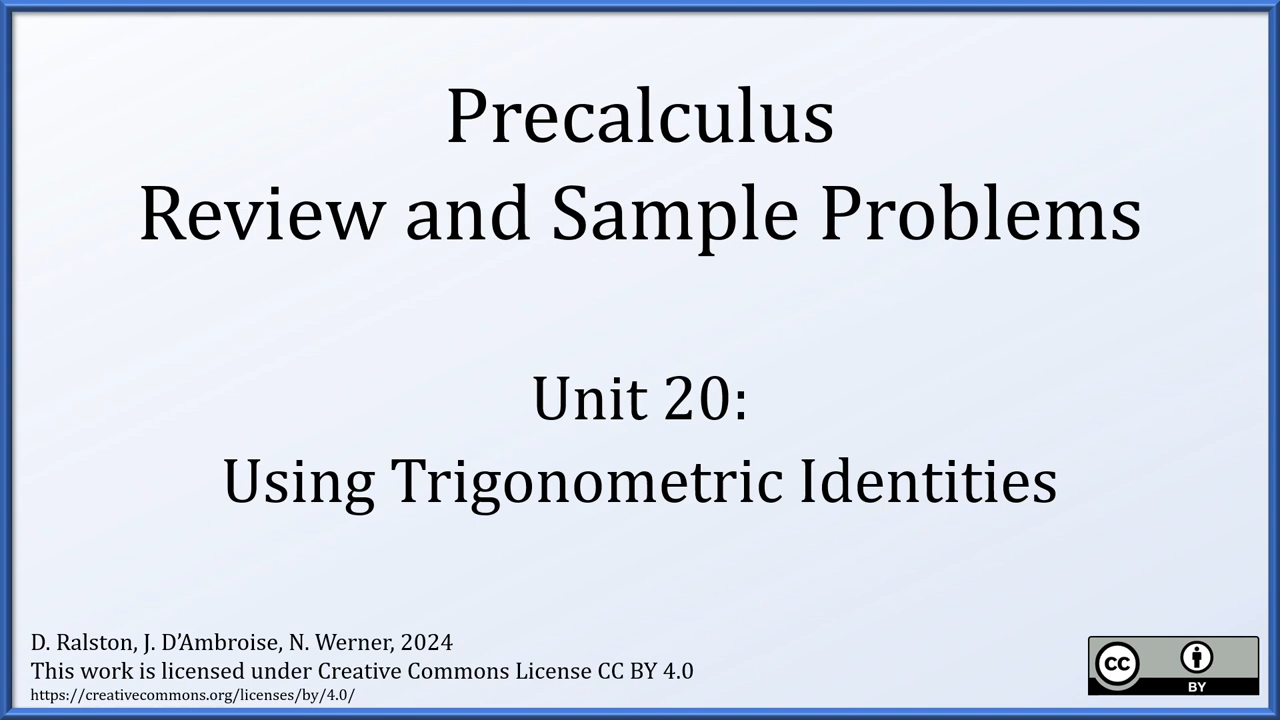 Precalculus
Review and Sample Problems
Unit 20:
Using Trigonometric Identities
D. Ralston, J. D’Ambroise, N. Werner, 2024
This work is licensed under Creative Commons License CC BY 4.0
https://creativecommons.org/licenses/by/4.0/
cc
BY